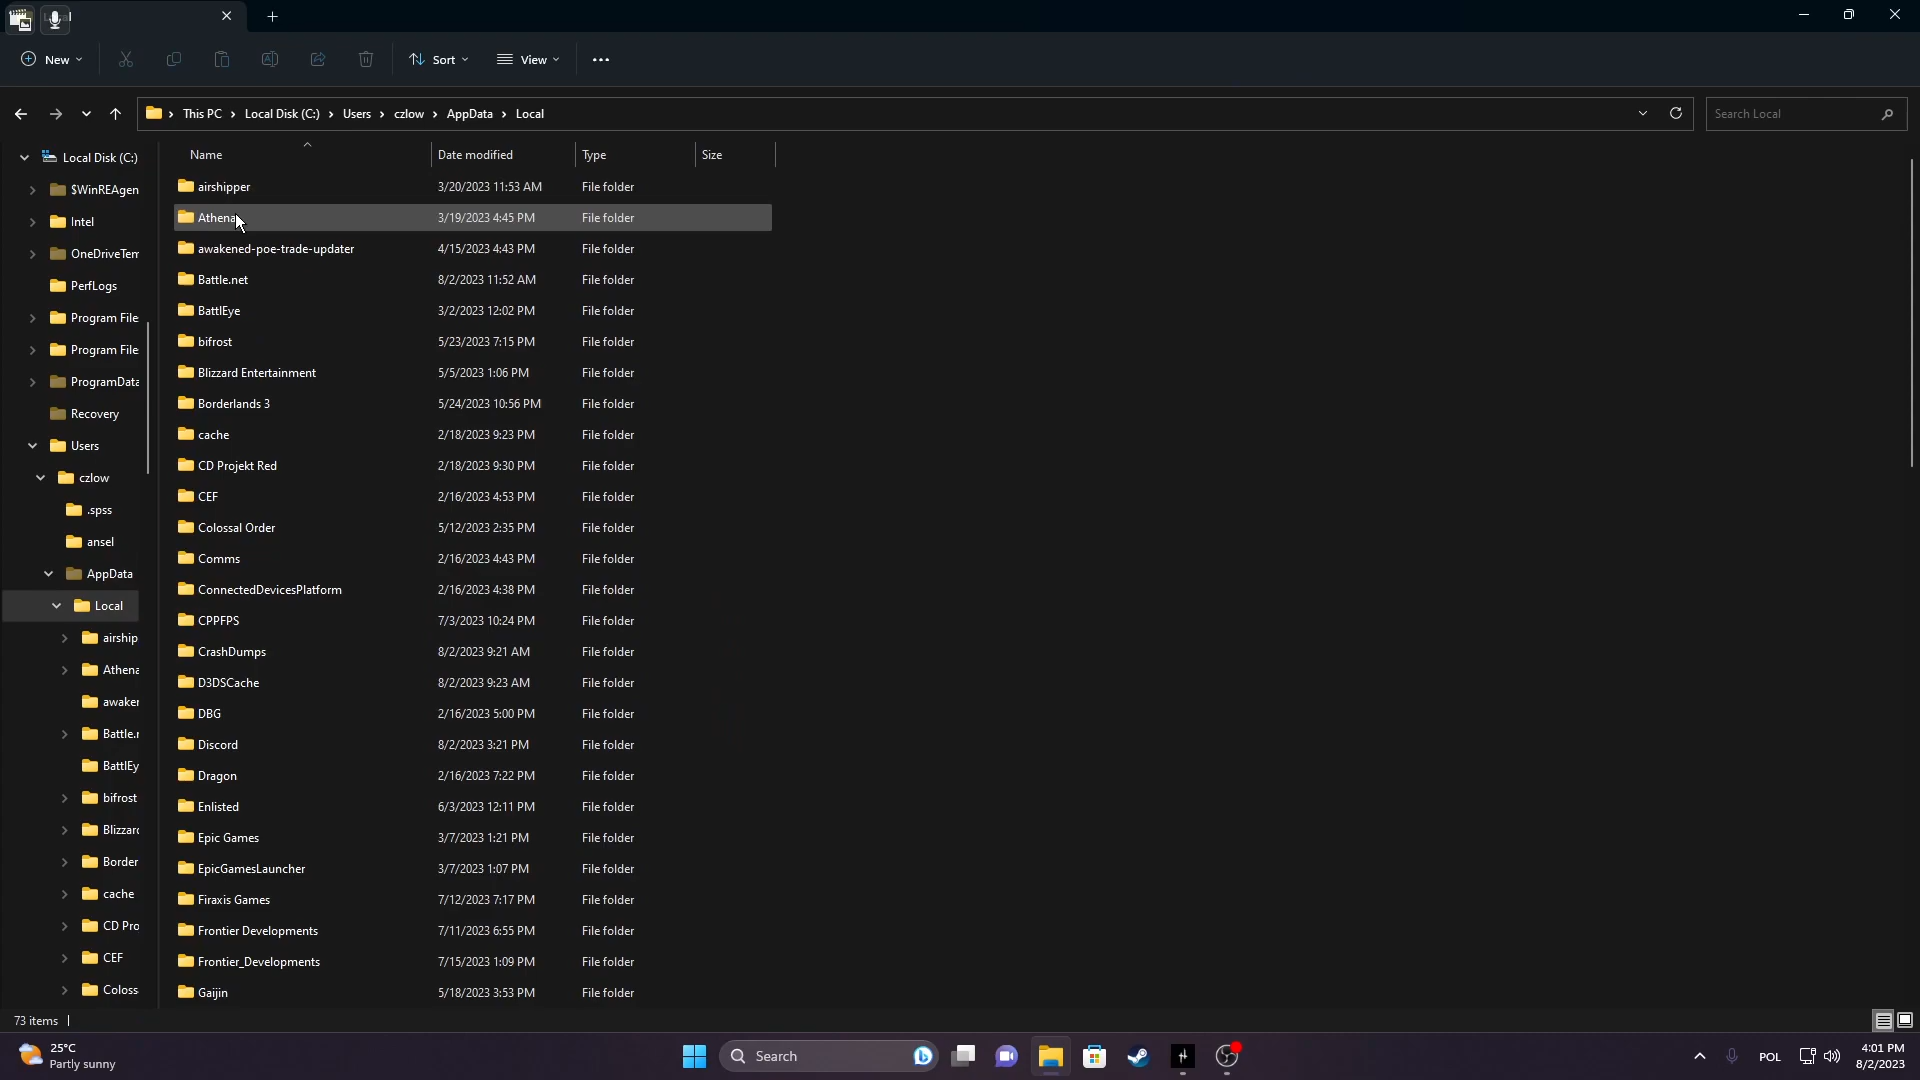 New
Sort
View
This PC > Local Disk (C:) > Users > czlow > AppData > Local
Search Local
Local Disk (C:)
$WinREAgen
Intel
OneDriveTem
PerfLogs
Program File
Program File
ProgramData
Recovery
Users
czlow
.spss
ansel
AppData
Local
airship
Athena
awaken
Battle.n
BattlEy
bifrost
Blizzard
Border
cache
CD Pro
CEF
Coloss
Name Date modified Type Size
airshipper 3/20/2023 11:53 AM File folder
Athena 3/19/2023 4:45 PM File folder
awakened-poe-trade-updater 4/15/2023 4:43 PM File folder
Battle.net 8/2/2023 11:52 AM File folder
BattlEye 3/2/2023 12:02 PM File folder
bifrost 5/23/2023 7:15 PM File folder
Blizzard Entertainment 5/5/2023 1:06 PM File folder
Borderlands 3 5/24/2023 10:56 PM File folder
cache 2/18/2023 9:23 PM File folder
CD Projekt Red 2/18/2023 9:30 PM File folder
CEF 2/16/2023 4:53 PM File folder
Colossal Order 5/12/2023 2:35 PM File folder
Comms 2/16/2023 4:43 PM File folder
ConnectedDevicesPlatform 2/16/2023 4:38 PM File folder
CPPFPS 7/3/2023 10:24 PM File folder
CrashDumps 8/2/2023 9:21 AM File folder
D3DSCache 8/2/2023 9:23 AM File folder
DBG 2/16/2023 5:00 PM File folder
Discord 8/2/2023 3:21 PM File folder
Dragon 2/16/2023 7:22 PM File folder
Enlisted 6/3/2023 12:11 PM File folder
Epic Games 3/7/2023 1:21 PM File folder
EpicGamesLauncher 3/7/2023 1:07 PM File folder
Firaxis Games 7/12/2023 7:17 PM File folder
Frontier Developments 7/11/2023 6:55 PM File folder
Frontier_Developments 7/15/2023 1:09 PM File folder
Gaijin 5/18/2023 3:53 PM File folder
73 items
25°C
Partly sunny
Search
POL
4:01 PM
8/2/2023